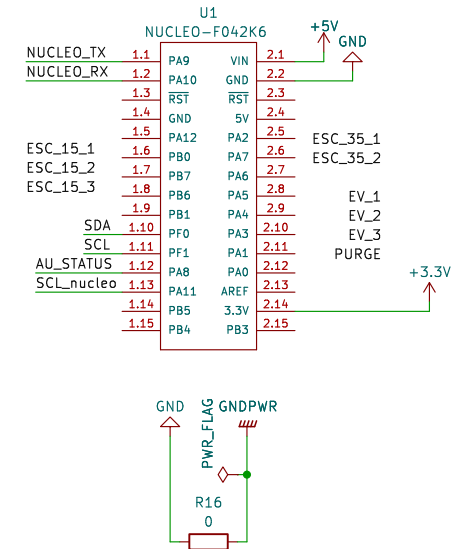 U1
NUCLEO-F042K6
+5V
GND
NUCLEO_TX 1.1 PA9 VIN 2.1
NUCLEO_RX 1.2 PA10 GND 2.2
1.3 RST RST 2.3
1.4 GND 5V 2.4
1.5 PA12 PA2 2.5 ESC_35_1
ESC_15_1 1.6 PB0 PA7 2.6 ESC_35_2
ESC_15_2 1.7 PB7 PA6 2.7
ESC_15_3 1.8 PB6 PA5 2.8 EV_1
1.9 PB1 PA4 2.9 EV_2
SDA 1.10 PF0 PA3 2.10 EV_3
SCL 1.11 PF1 PA1 2.11 PURGE
AU_STATUS 1.12 PA8 PA0 2.12
SCL_nucleo 1.13 PA11 AREF 2.13
+3.3V
1.14 PB5 3.3V 2.14
1.15 PB4 PB3 2.15
GND
PWR_FLAG
GNDPWR
R16
0